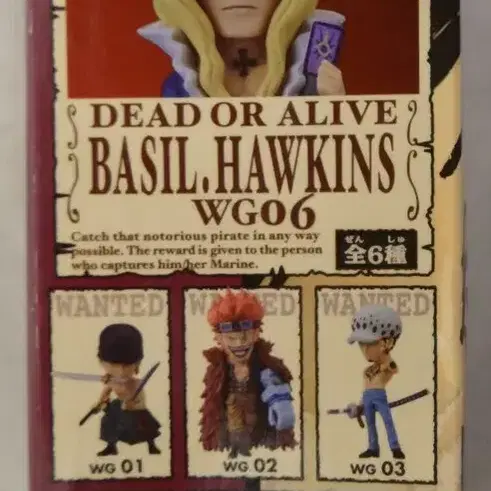 DEAD OR ALIVE
BASIL.HAWKINS
WG06
Catch that notorious pirate in any way
possible. The reward is given to the person
who captures him/her Marine.
ぜん しゅ
全6種
WANTED WANTED WANTED
WG 01 WG 02 WG 03